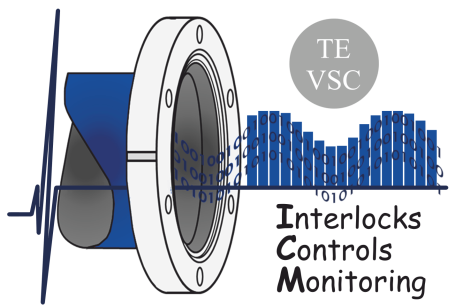 TE
VSC
Interlocks
Controls
Monitoring